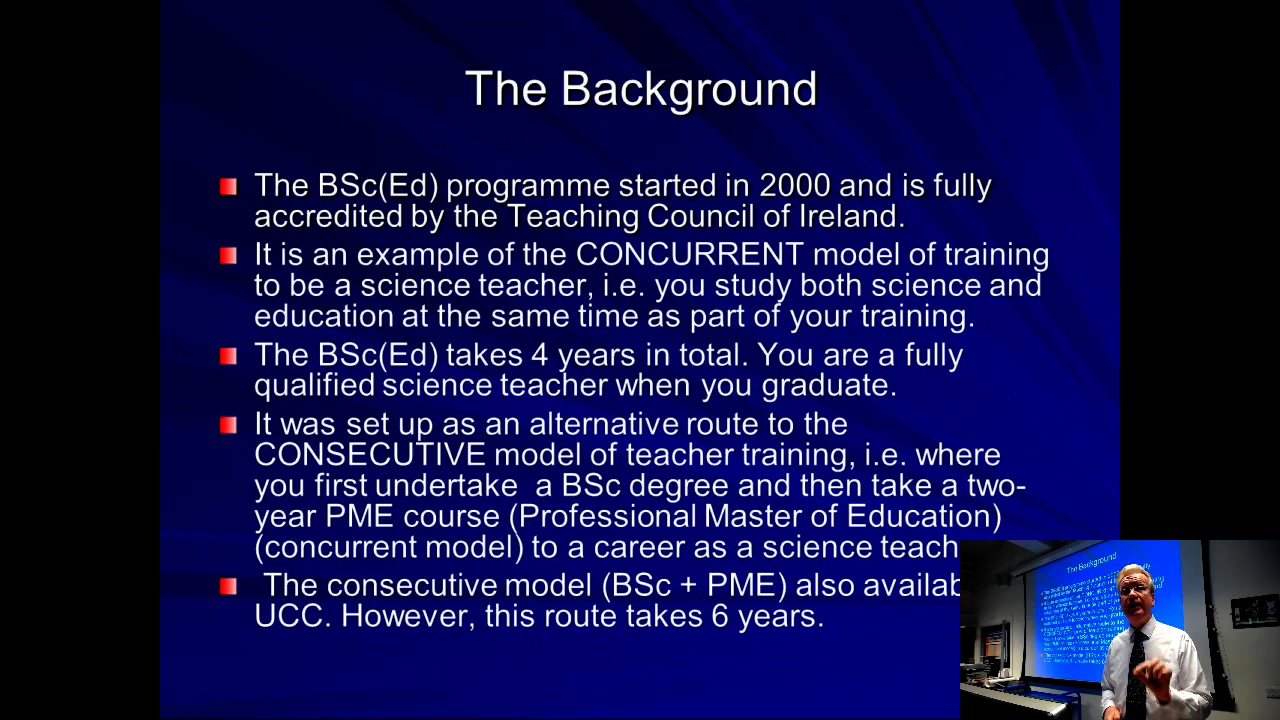 The Background
The BSc(Ed) programme started in 2000 and is fully
accredited by the Teaching Council of Ireland.
It is an example of the CONCURRENT model of training
to be a science teacher, i.e. you study both science and
education at the same time as part of your training.
The BSc(Ed) takes 4 years in total. You are a fully
qualified science teacher when you graduate.
It was set up as an alternative route to the
CONSECUTIVE model of teacher training, i.e. where
you first undertake a BSc degree and then take a two-
year PME course (Professional Master of Education)
(concurrent model) to a career as a science teach
The consecutive model (BSc + PME) also availab
UCC. However, this route takes 6 years.
The Background